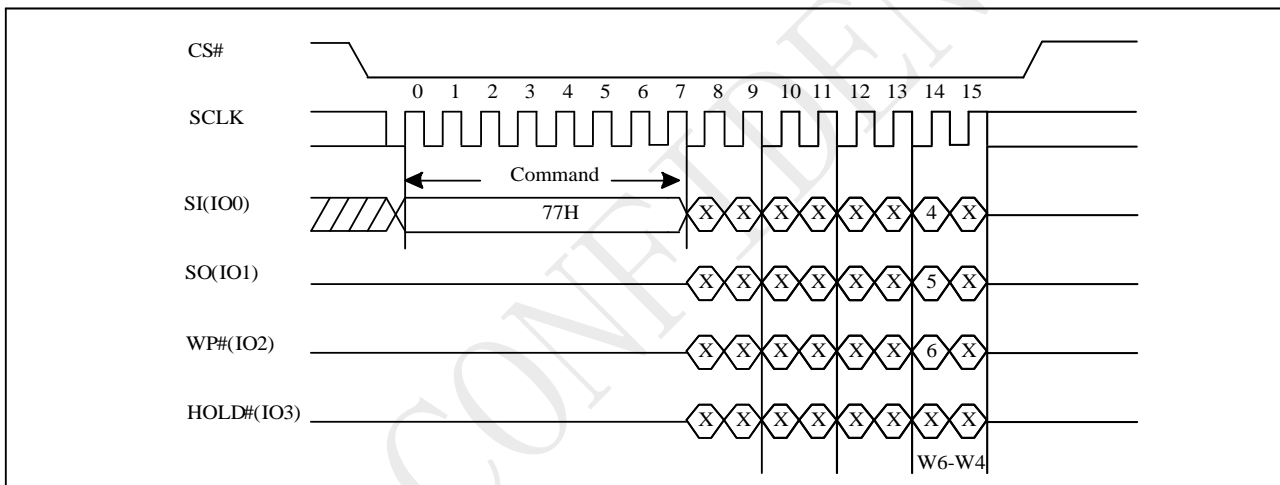 CS#
0 1 2 3 4 5 6 7 8 9 10 11 12 13 14 15
SCLK
Command
SI(IO0) 77H X X X X X X 4 X
SO(IO1) X X X X X X 5 X
WP#(IO2) X X X X X X 6 X
HOLD#(IO3) X X X X X X X X
W6-W4
CONFIDEN